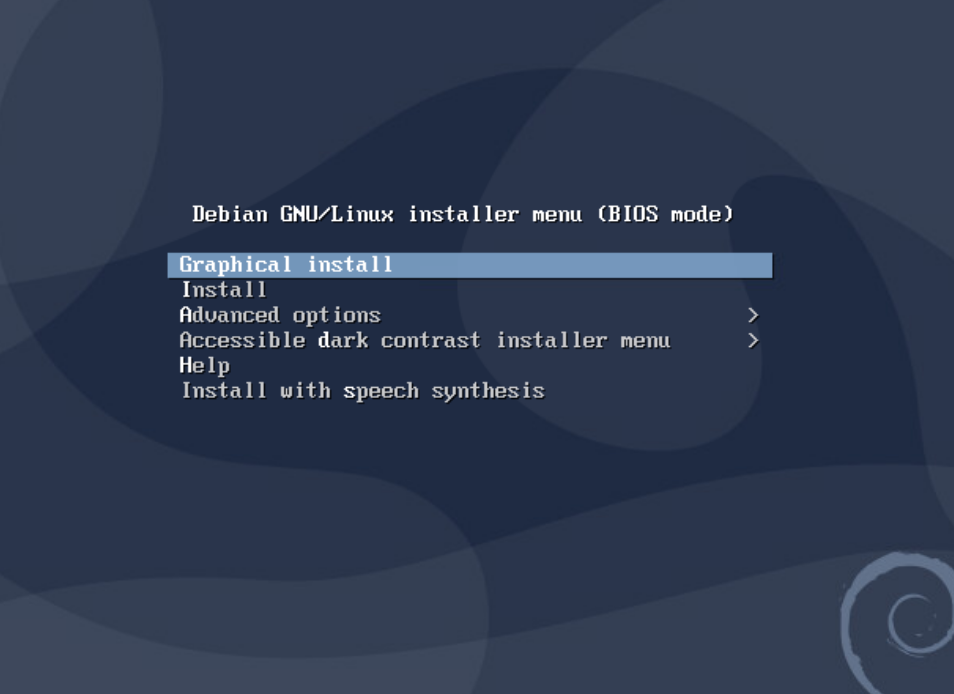 Debian GNU/Linux installer menu (BIOS mode)
Graphical install
Install
Advanced options >
Accessible dark contrast installer menu >
Help
Install with speech synthesis